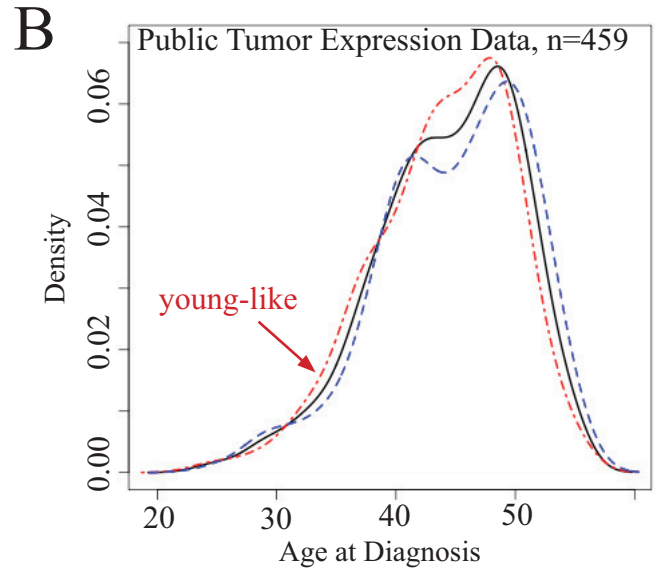 B
Public Tumor Expression Data, n=459
0.06
0.04
Density
young-like
0.02
0.00
20 30 40 50
Age at Diagnosis